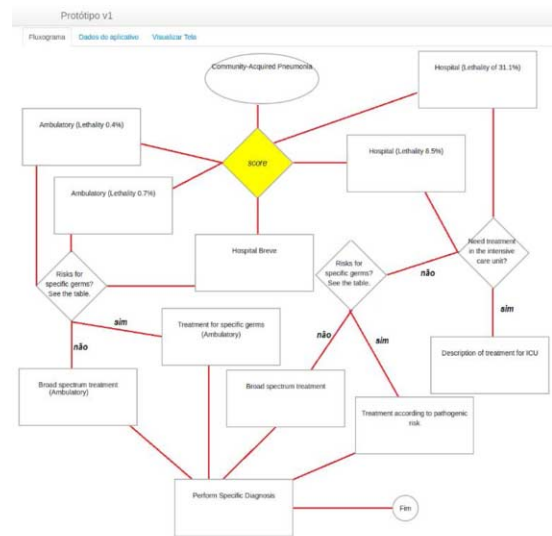 Protótipo v1
Fluxograma Dados do aplicativo Visualizar Tela
Community-Acquired Pneumonia
Hospital (Lethality of 31.1%)
Ambulatory (Lethality 0.4%)
score
Hospital (Lethality 6.5%)
Ambulatory (Lethality 0.7%)
Hospital Breve
Need treatment
in the intensive
care unit?
Risks for
specific germs?
See the table.
Risks for
specific germs?
See the table.
não
sim
sim
não
Treatment for specific germs
(Ambulatory)
não
sim
Description of treatment for ICU
Broad spectrum treatment
(Ambulatory)
Broad spectrum treatment
Treatment according to pathogenic
risk
Perform Specific Diagnosis
Fim